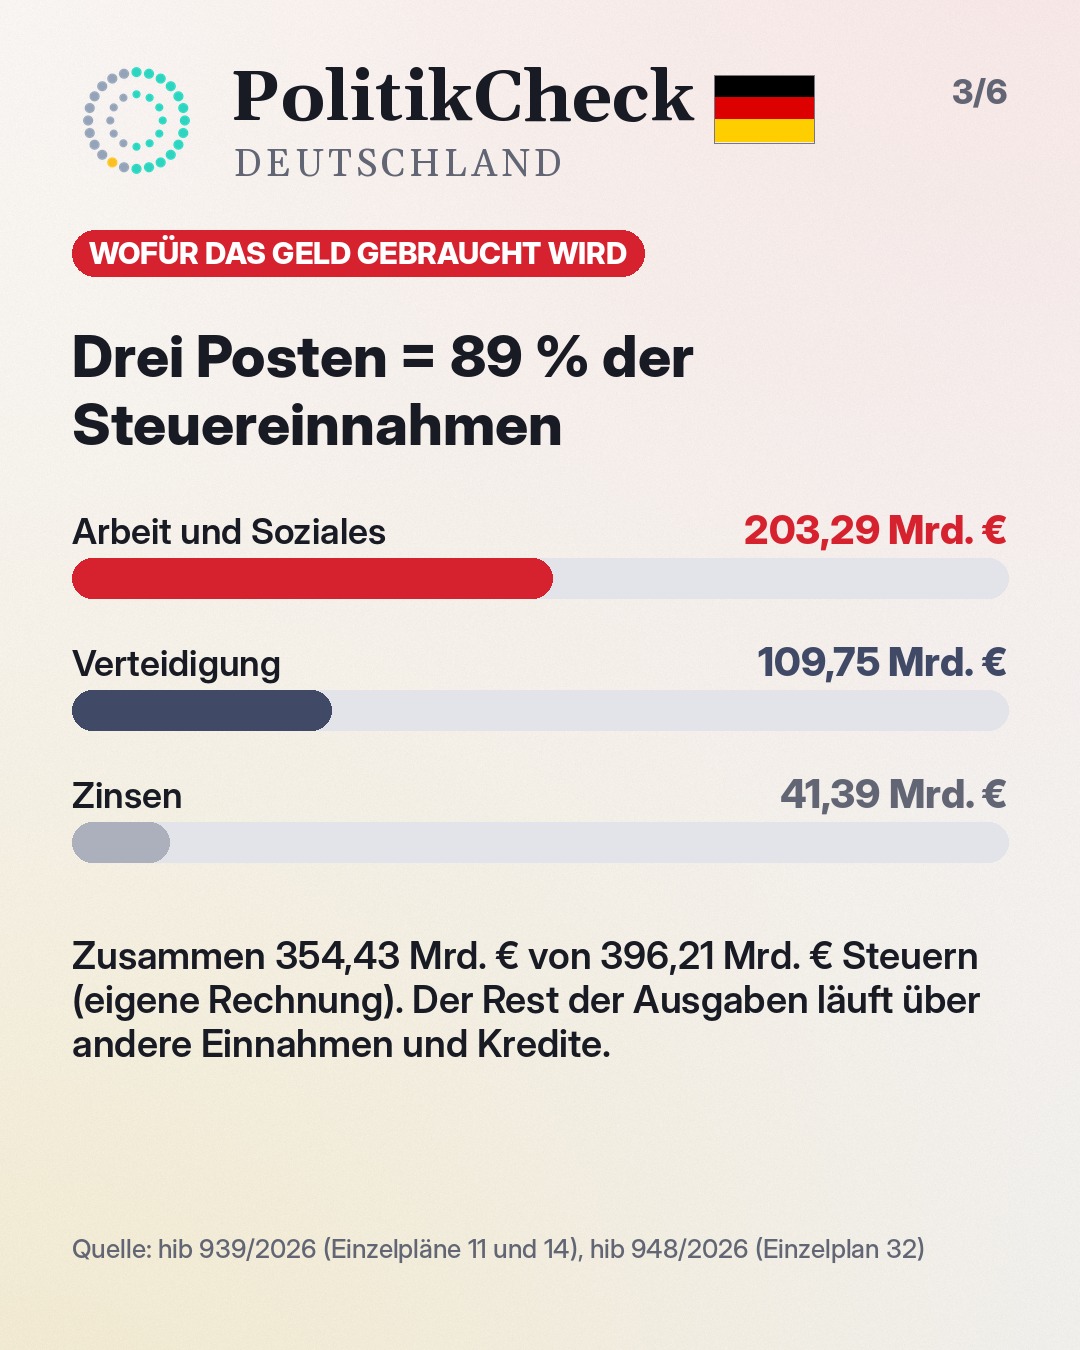 PolitikCheck
DEUTSCHLAND
3/6
WOFÜR DAS GELD GEBRAUCHT WIRD
Drei Posten = 89 % der
Steuereinnahmen
Arbeit und Soziales 203,29 Mrd. €
Verteidigung 109,75 Mrd. €
Zinsen 41,39 Mrd. €
Zusammen 354,43 Mrd. € von 396,21 Mrd. € Steuern
(eigene Rechnung). Der Rest der Ausgaben läuft über
andere Einnahmen und Kredite.
Quelle: hib 939/2026 (Einzelpläne 11 und 14), hib 948/2026 (Einzelplan 32)